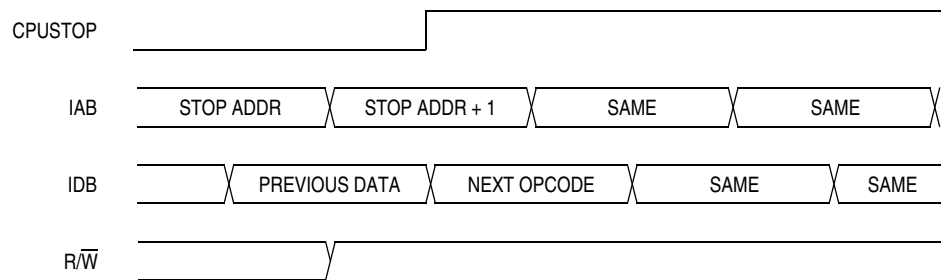 CPUSTOP
IAB STOP ADDR STOP ADDR + 1 SAME SAME
IDB PREVIOUS DATA NEXT OPCODE SAME SAME
R/W̅